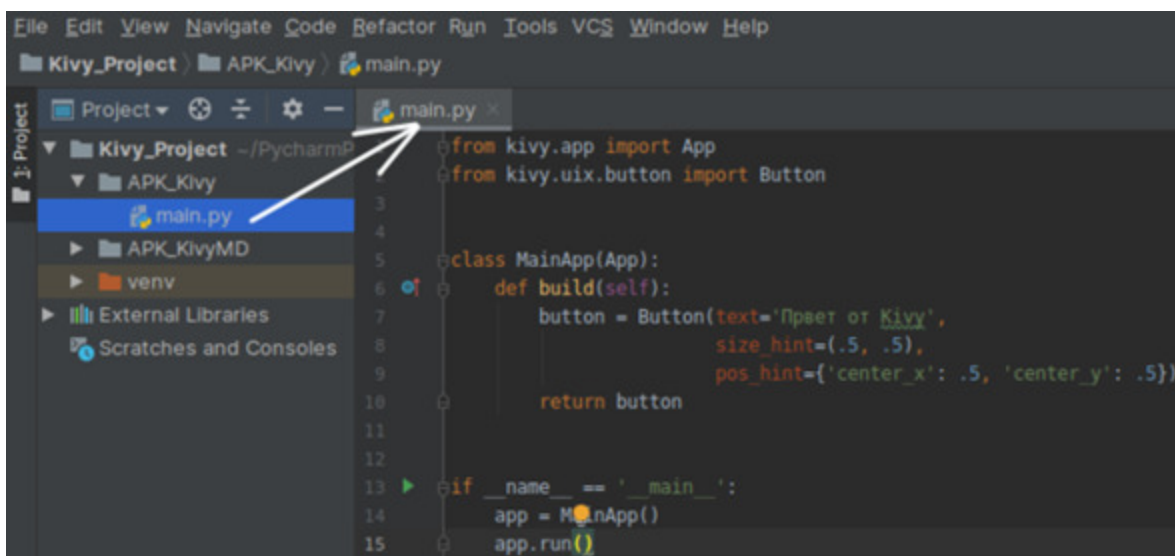 File Edit View Navigate Code Refactor Run Tools VCS Window Help
Kivy_Project APK_Kivy main.py
1: Project
Project
main.py
Kivy_Project ~/PycharmP
APK_Kivy
main.py
APK_KivyMD
venv
External Libraries
Scratches and Consoles
from kivy.app import App
2 from kivy.uix.button import Button
3
4
5 class MainApp(App):
6 def build(self):
7 button = Button(text='Првет от Kivy',
8 size_hint=(.5, .5),
9 pos_hint={'center_x': .5, 'center_y': .5})
10 return button
11
12
13 if __name__ == '__main__':
14 app = MainApp()
15 app.run()